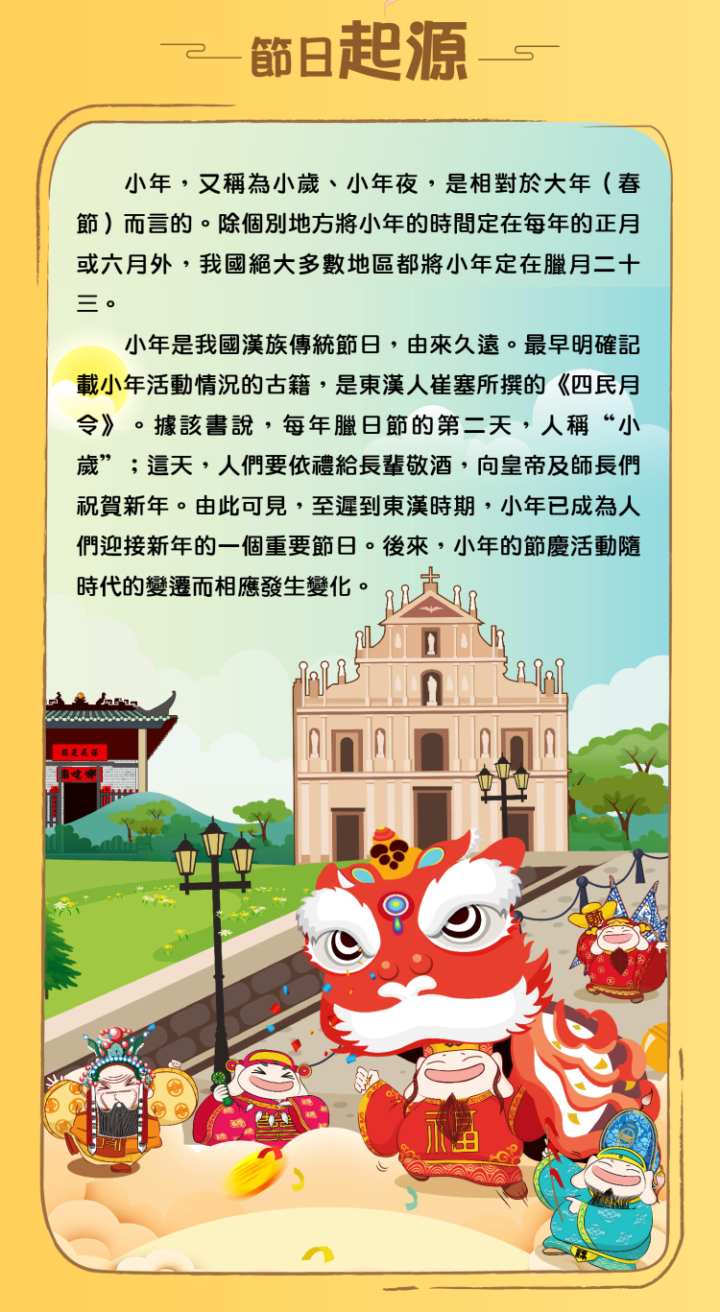 節日起源
小年，又稱為小歲、小年夜，是相對於大年（春
節）而言的。除個別地方將小年的時間定在每年的正月
或六月外，我國絕大多數地區都將小年定在臘月二十
三。
小年是我國漢族傳統節日，由來久遠。最早明確記
載小年活動情況的古籍，是東漢人崔塞所撰的《四民月
令》。據該書說，每年臘日節的第二天，人稱“小
歲”；這天，人們要依禮給長輩敬酒，向皇帝及師長們
祝賀新年。由此可見，至遲到東漢時期，小年已成為人
們迎接新年的一個重要節日。後來，小年的節慶活動隨
時代的變遷而相應發生變化。
福